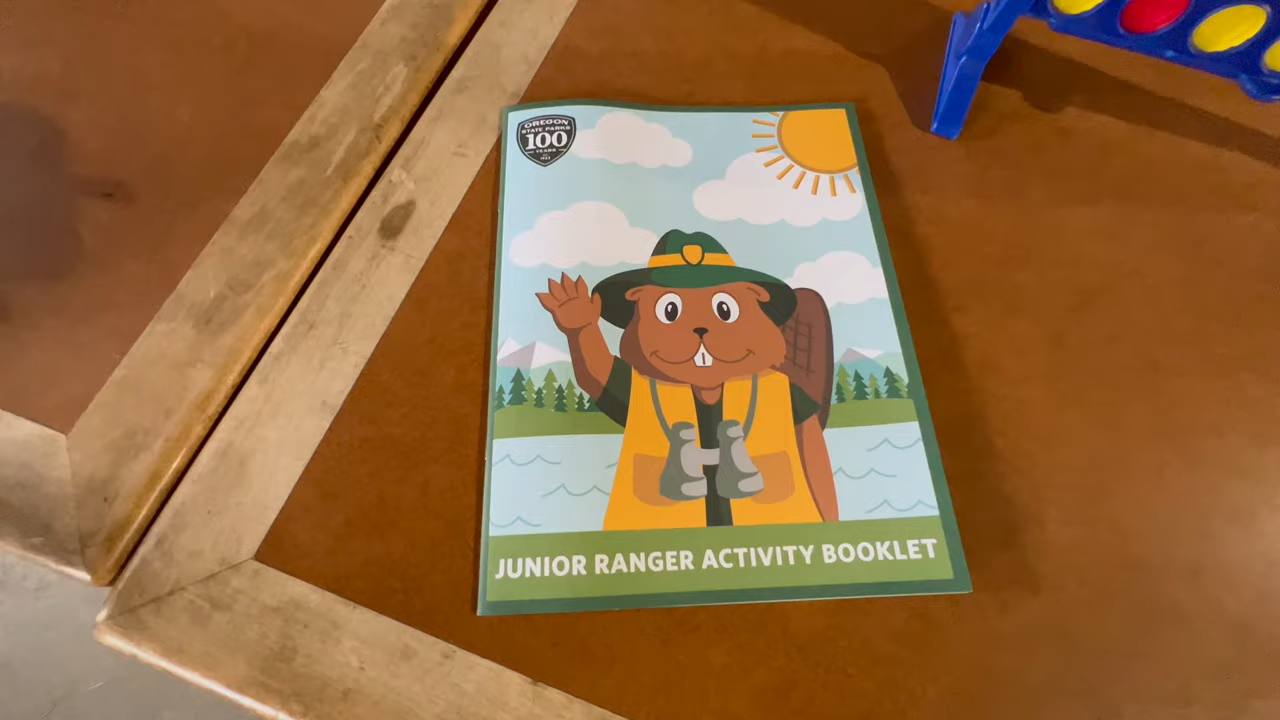 OREGON
STATE PARKS
100
YEARS
JUNIOR RANGER ACTIVITY BOOKLET